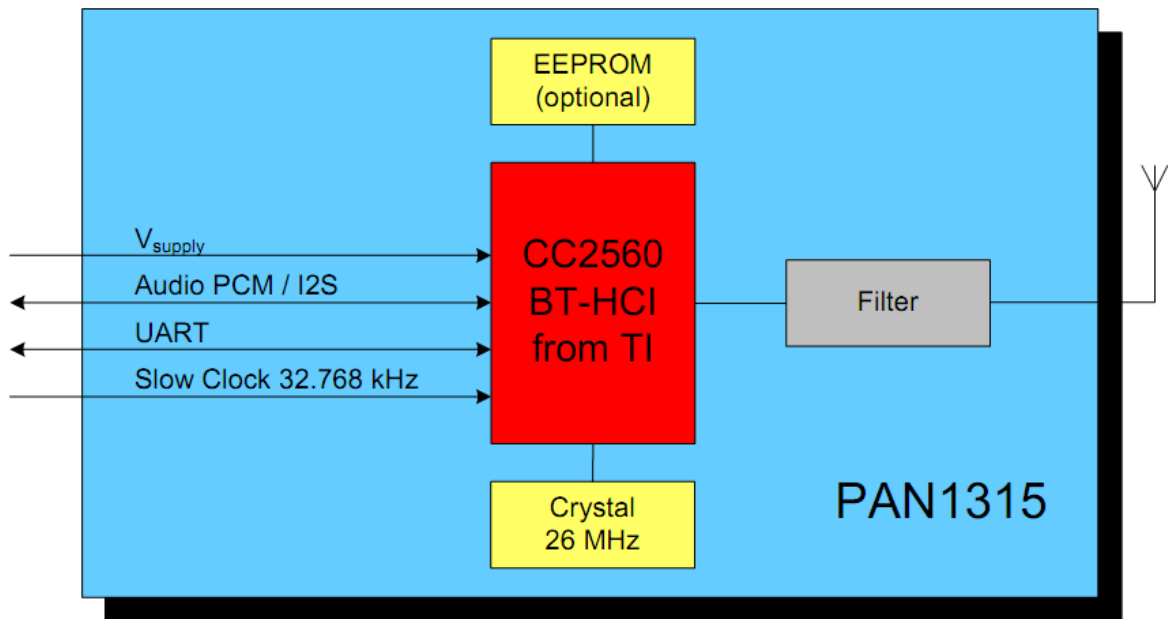 EEPROM
(optional)
Vsupply
Audio PCM / I2S
UART
Slow Clock 32.768 kHz
CC2560
BT-HCI
from TI
Filter
Crystal
26 MHz
PAN1315